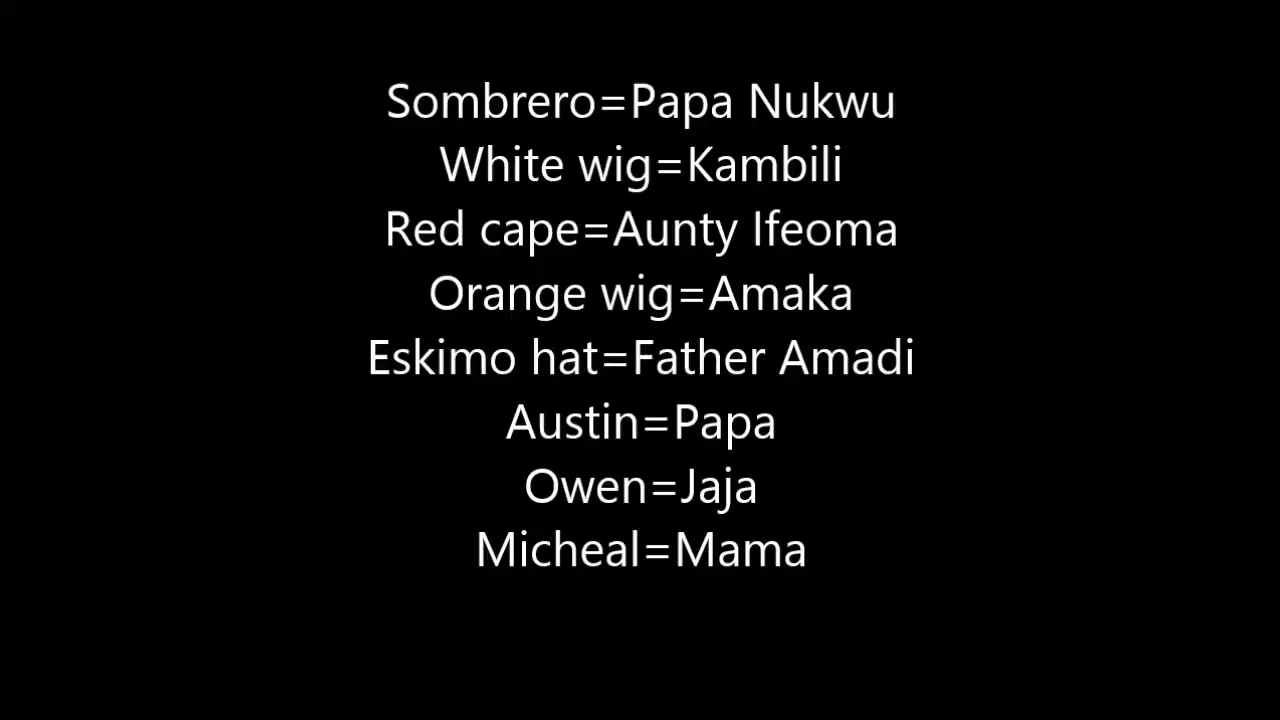 Sombrero=Papa Nukwu
White wig=Kambili
Red cape=Aunty Ifeoma
Orange wig=Amaka
Eskimo hat=Father Amadi
Austin=Papa
Owen=Jaja
Micheal=Mama